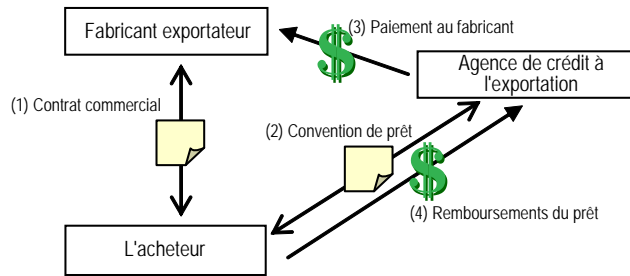 Fabricant exportateur
(3) Paiement au fabricant
Agence de crédit à
l'exportation
(1) Contrat commercial
(2) Convention de prêt
(4) Remboursements du prêt
L'acheteur